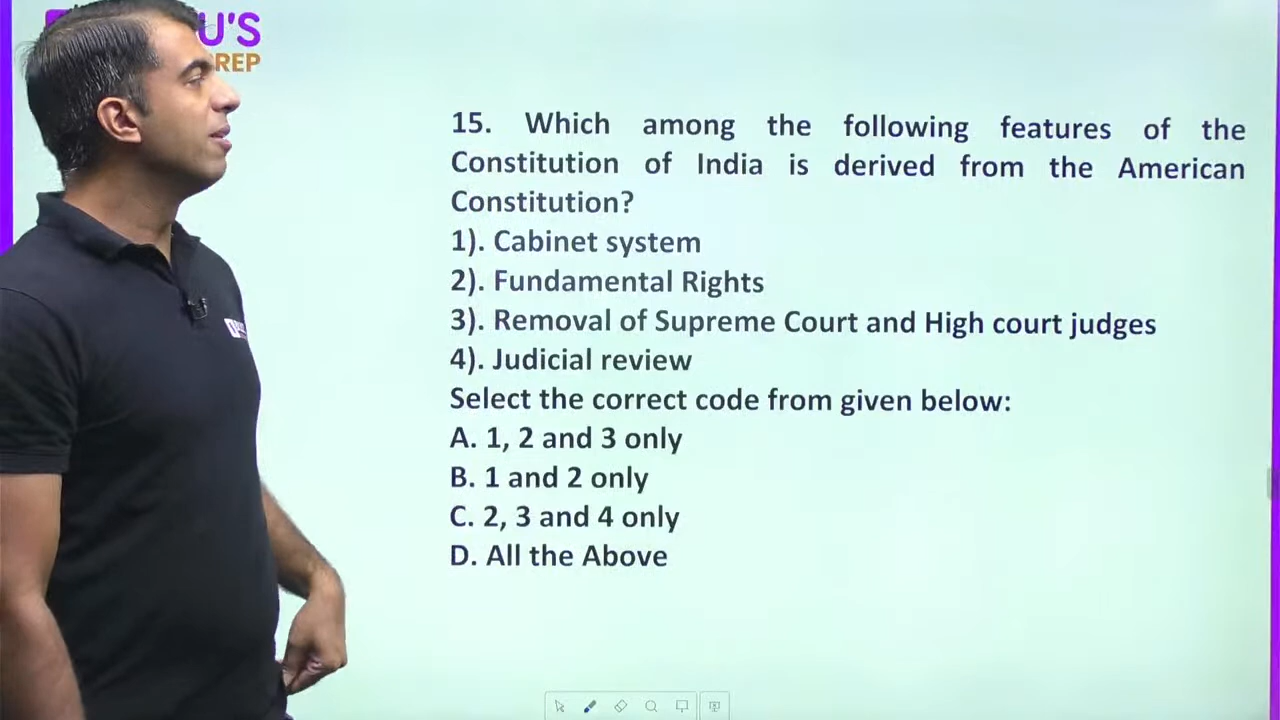 U'S
REP
15. Which among the following features of the
Constitution of India is derived from the American
Constitution?
1). Cabinet system
2). Fundamental Rights
3). Removal of Supreme Court and High court judges
4). Judicial review
Select the correct code from given below:
A. 1, 2 and 3 only
B. 1 and 2 only
C. 2, 3 and 4 only
D. All the Above